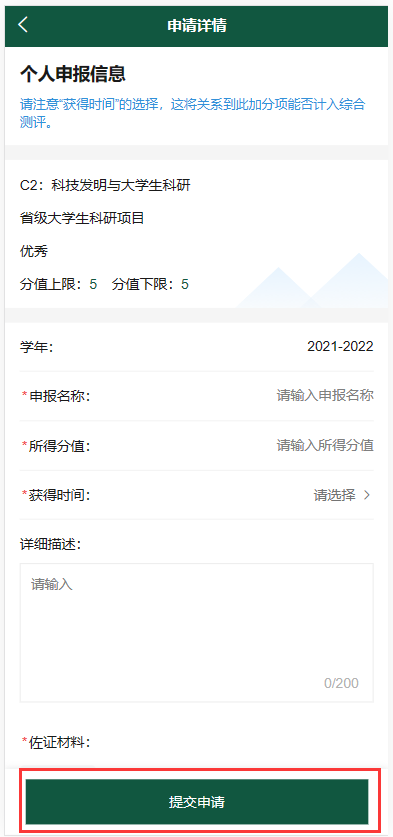 申请详情
个人申报信息
请注意“获得时间”的选择，这将关系到此加分项能否计入综合
测评。
C2：科技发明与大学生科研
省级大学生科研项目
优秀
分值上限：5 分值下限：5
学年： 2021-2022
*申报名称： 请输入申报名称
*所得分值： 请输入所得分值
*获得时间： 请选择
详细描述：
请输入
0/200
*佐证材料：
提交申请